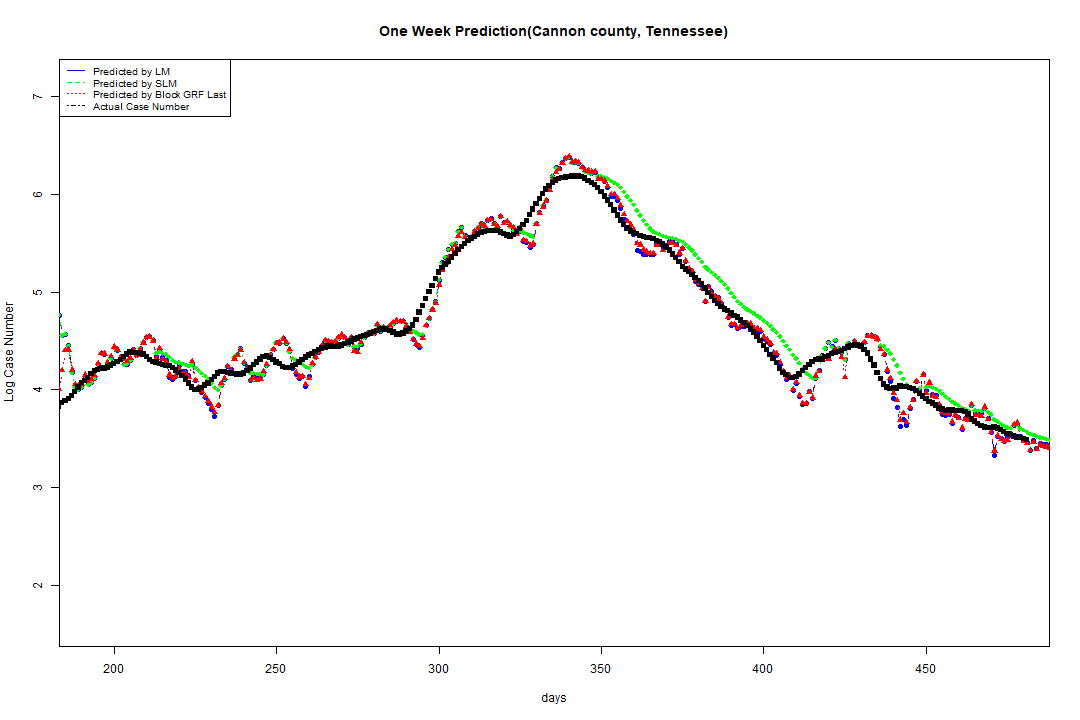 One Week Prediction(Cannon county, Tennessee)
Predicted by LM
Predicted by SLM
Predicted by Block GRF Last
Actual Case Number
7
6
5
4
3
2
Log Case Number
200 250 300 350 400 450
days